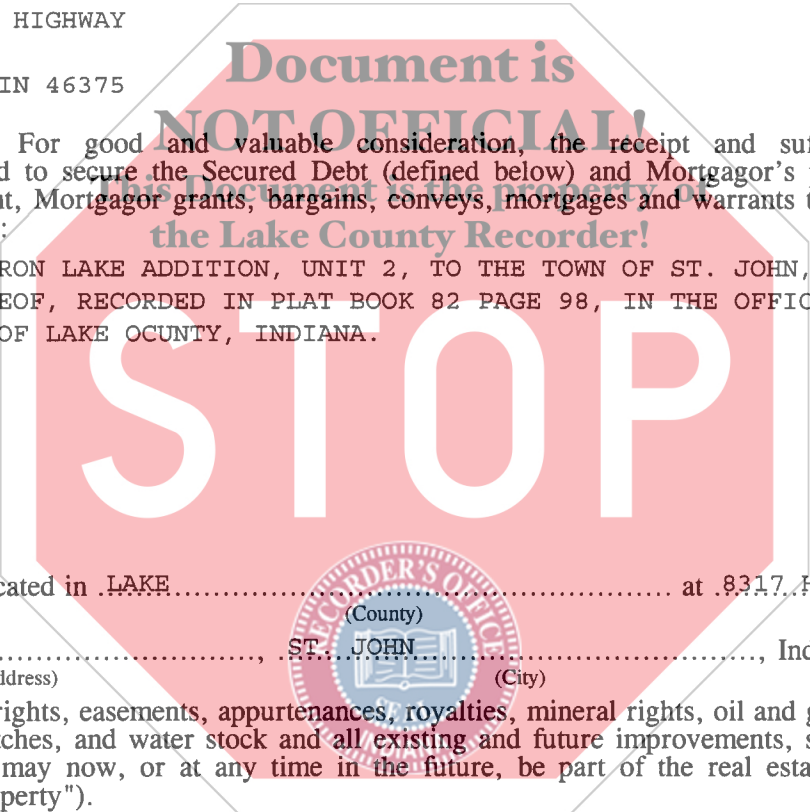 HIGHWAY
Document is
IN 46375
NOT OFFICIAL!
For good and valuable consideration, the receipt and suf
d to secure the Secured Debt (defined below) and Mortgagor's
This Document is the property of
t, Mortgagor grants, bargains, conveys, mortgages and warrants t
:
the Lake County Recorder!
RON LAKE ADDITION, UNIT 2, TO THE TOWN OF ST. JOHN,
EOF, RECORDED IN PLAT BOOK 82 PAGE 98, IN THE OFFIC
OF LAKE OCUNTY, INDIANA.
STOP
cated in LAKE at 8317 H
(County)
RECORDER'S OFFICE
ST. JOHN, Ind
ddress) (City)
SEAL
rights, easements, appurtenances, royalties, mineral rights, oil and g
INDIANA
tches, and water stock and all existing and future improvements, s
may now, or at any time in the future, be part of the real esta
perty").